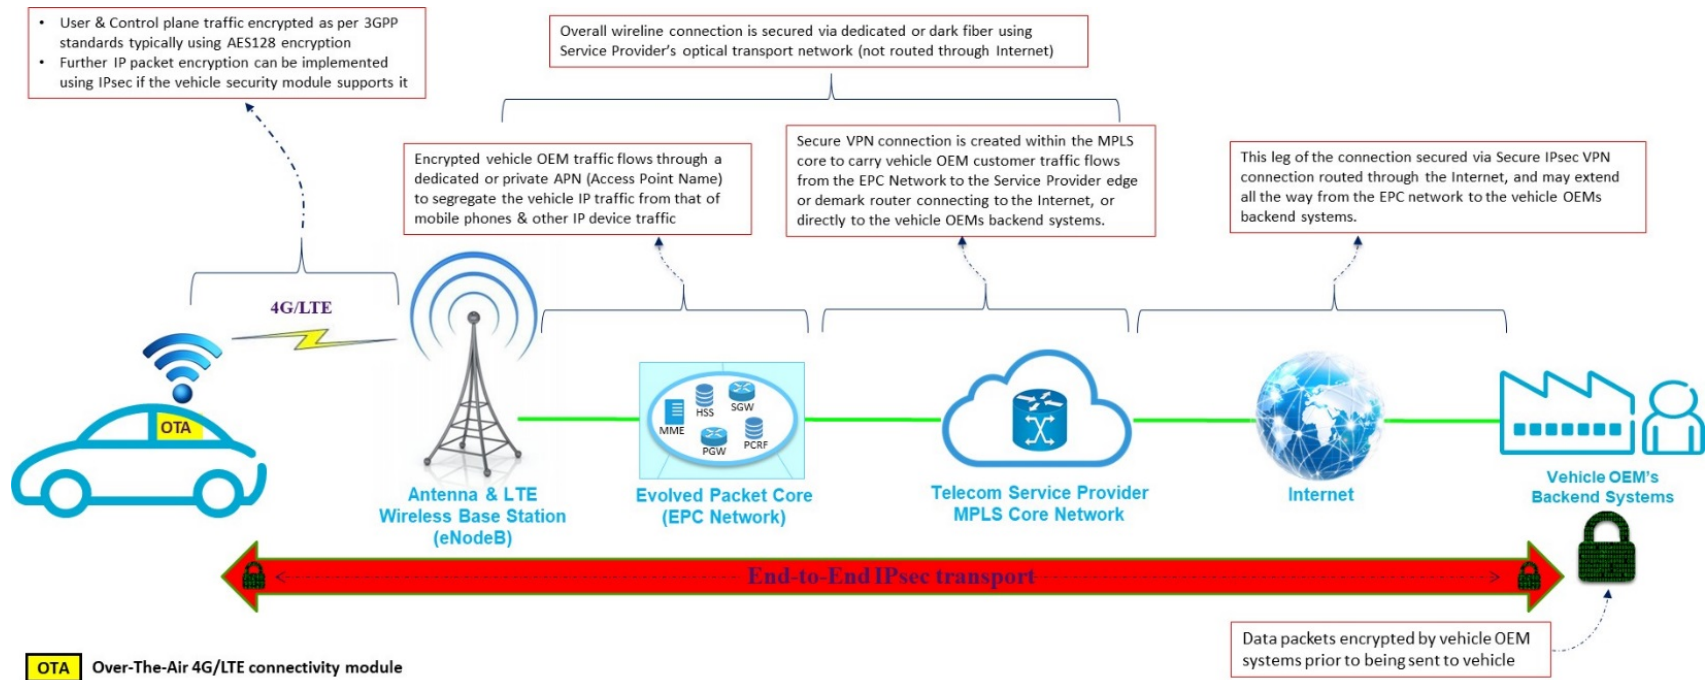 • User & Control plane traffic encrypted as per 3GPP
standards typically using AES128 encryption
• Further IP packet encryption can be implemented
using IPsec if the vehicle security module supports it
Overall wireline connection is secured via dedicated or dark fiber using
Service Provider's optical transport network (not routed through Internet)
Encrypted vehicle OEM traffic flows through a
dedicated or private APN (Access Point Name)
to segregate the vehicle IP traffic from that of
mobile phones & other IP device traffic
Secure VPN connection is created within the MPLS
core to carry vehicle OEM customer traffic flows
from the EPC Network to the Service Provider edge
or demark router connecting to the Internet, or
directly to the vehicle OEMs backend systems.
This leg of the connection secured via Secure IPsec VPN
connection routed through the Internet, and may extend
all the way from the EPC network to the vehicle OEMs
backend systems.
4G/LTE
OTA
MME
HSS
SGW
PGW
PCRF
Antenna & LTE
Wireless Base Station
(eNodeB)
Evolved Packet Core
(EPC Network)
Telecom Service Provider
MPLS Core Network
Internet
Vehicle OEM's
Backend Systems
End-to-End IPsec transport
Data packets encrypted by vehicle OEM
systems prior to being sent to vehicle
OTA Over-The-Air 4G/LTE connectivity module